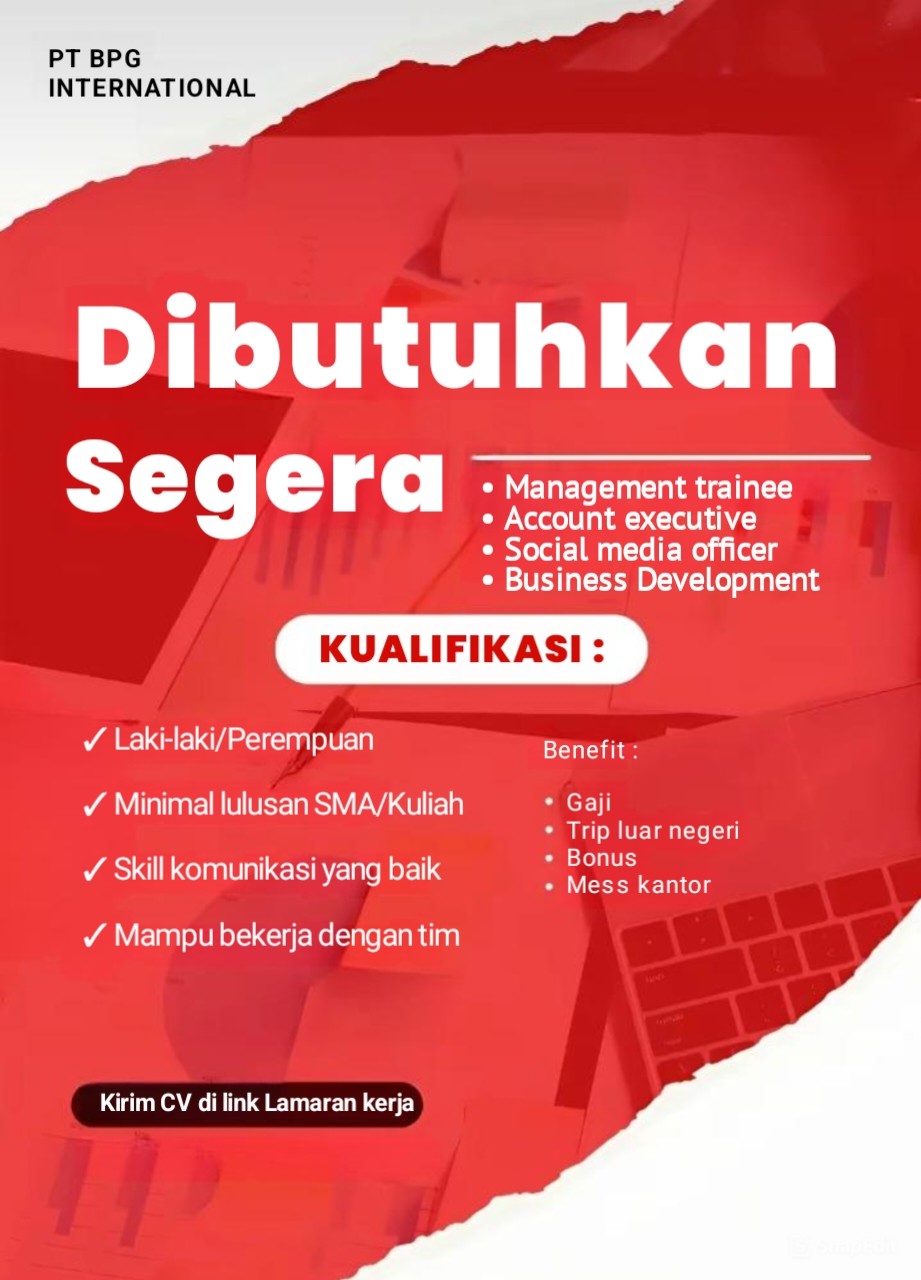 PT BPG
INTERNATIONAL
Dibutuhkan
Segera
• Management trainee
• Account executive
• Social media officer
• Business Development
KUALIFIKASI :
✓ Laki-laki/Perempuan
✓ Minimal lulusan SMA/Kuliah
✓ Skill komunikasi yang baik
✓ Mampu bekerja dengan tim
Benefit :
• Gaji
• Trip luar negeri
• Bonus
• Mess kantor
Kirim CV di link Lamaran kerja